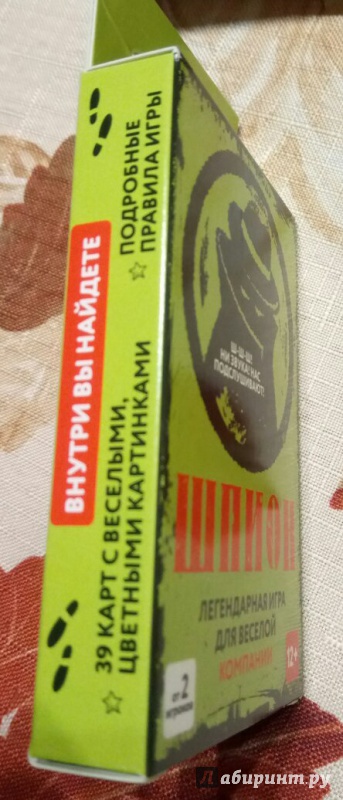 ВНУТРИ ВЫ НАЙДЕТЕ
39 КАРТ С ВЕСЕЛЫМИ,
ЦВЕТНЫМИ КАРТИНКАМИ
ПОДРОБНЫЕ
ПРАВИЛА ИГРЫ
Ш-Ш-Ш!
НИ ЗВУКА! НАС
ПОДСЛУШИВАЮТ!
ШПИОН
ЛЕГЕНДАРНАЯ ИГРА
ДЛЯ ВЕСЕЛОЙ
КОМПАНИИ
12+
от 2
игроков
Лабиринт.ру